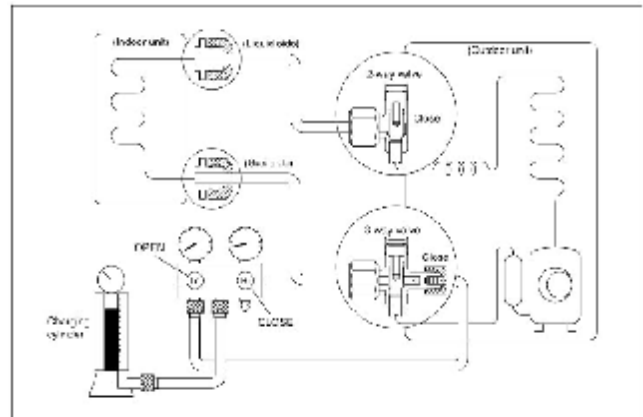 (Indoor unit)
(Liquid side)
(Outdoor unit)
2-way valve
Close
(Gas side)
3-way valve
Close
OPEN
CLOSE
Charging
cylinder